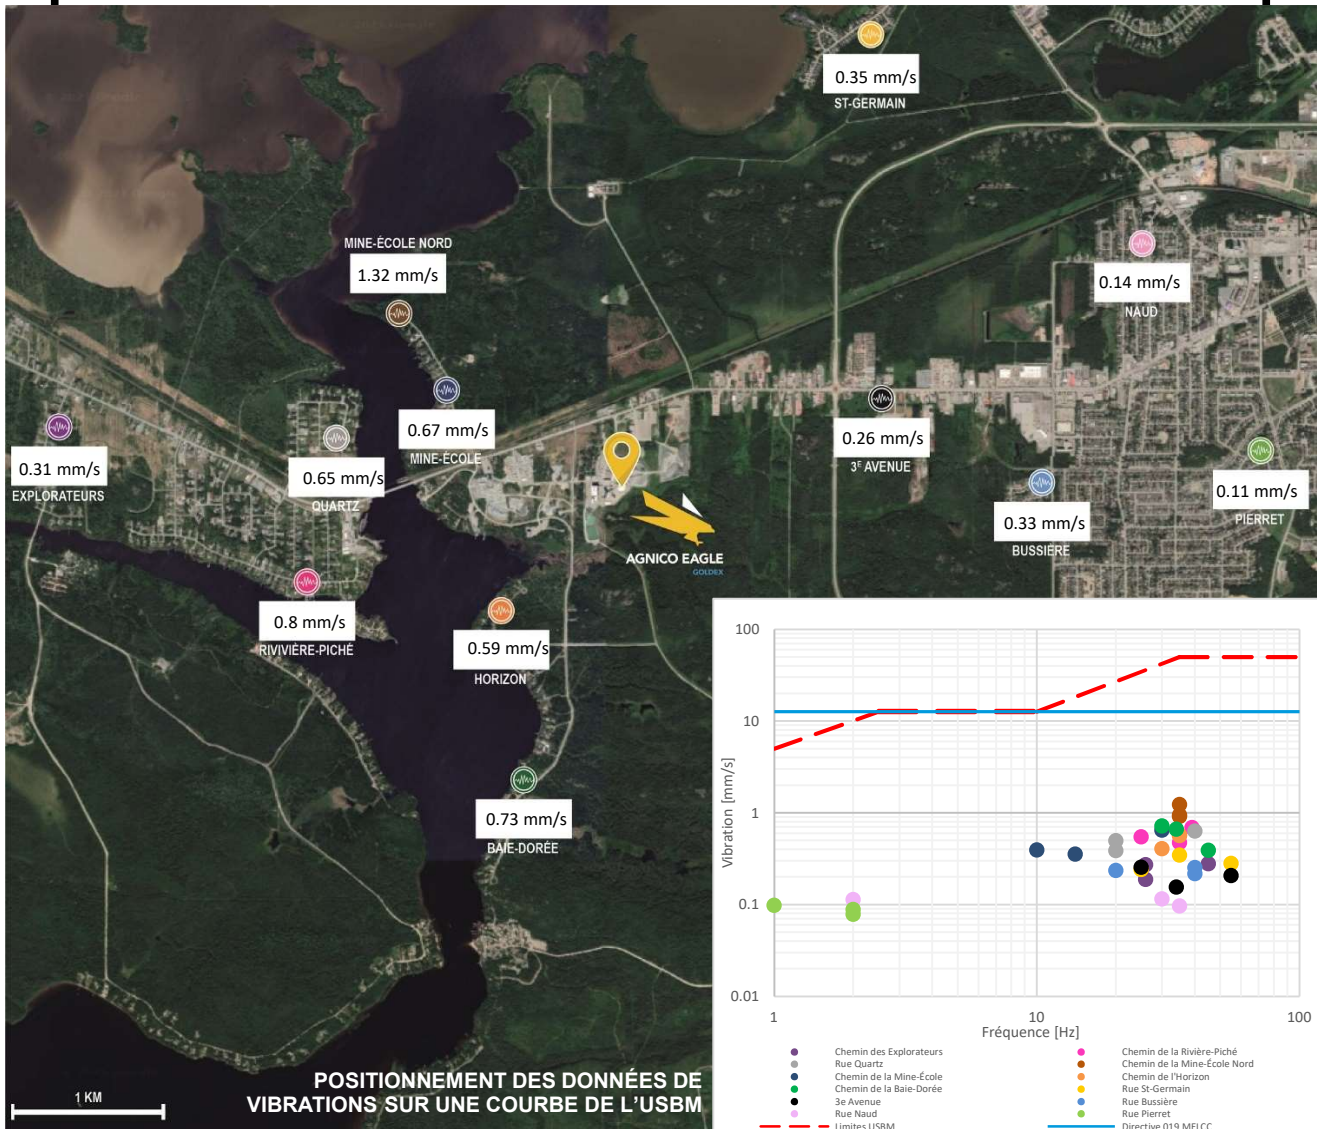 0.35 mm/s
ST-GERMAIN
MINE-ÉCOLE NORD
1.32 mm/s
0.14 mm/s
NAUD
0.67 mm/s
MINE-ÉCOLE
0.26 mm/s
3E AVENUE
0.31 mm/s
EXPLORATEURS
0.65 mm/s
QUARTZ
0.11 mm/s
PIERRET
0.33 mm/s
BUSSIÈRE
AGNICO EAGLE
GOLDEX
0.8 mm/s
RIVIVIÈRE-PICHÉ
0.59 mm/s
HORIZON
0.73 mm/s
BAIE-DORÉE
100
10
1
0.1
0.01
Vibration [mm/s]
1
10
100
Fréquence [Hz]
Chemin des Explorateurs
Chemin de la Rivière-Piché
Rue Quartz
Chemin de la Mine-École Nord
Chemin de la Mine-École
Chemin de l'Horizon
Chemin de la Baie-Dorée
Rue St-Germain
3e Avenue
Rue Bussière
Rue Naud
Rue Pierret
Limites USBM
Directive 019 MELCC
1 KM
POSITIONNEMENT DES DONNÉES DE
VIBRATIONS SUR UNE COURBE DE L'USBM